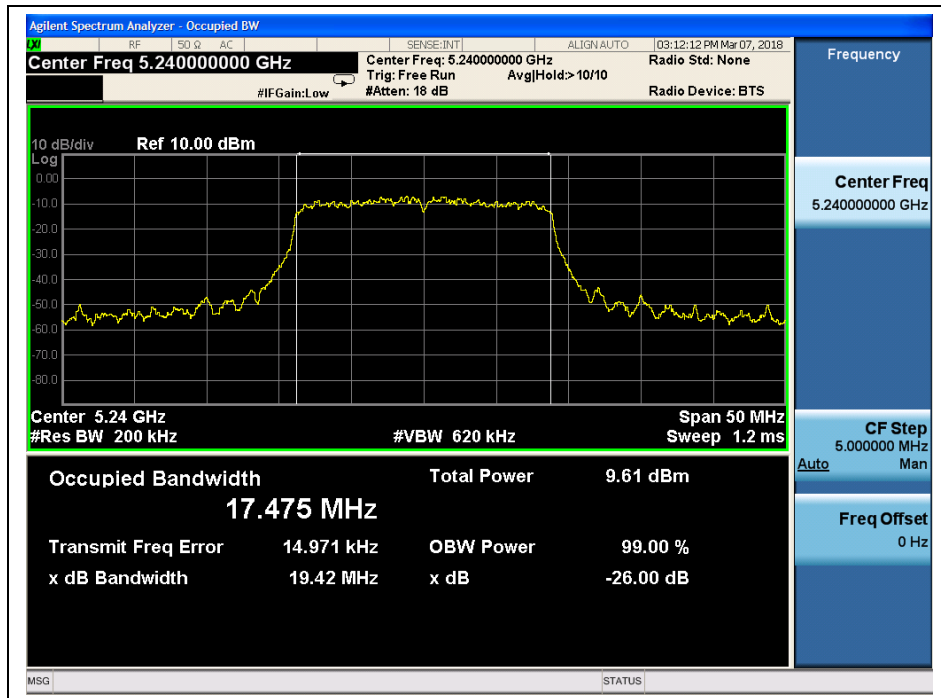 Agilent Spectrum Analyzer - Occupied BW
LXI RF 50 Ω AC SENSE:INT ALIGN AUTO 03:12:12 PM Mar 07, 2018
Center Freq 5.240000000 GHz
Center Freq: 5.240000000 GHz
Radio Std: None
Trig: Free Run Avg|Hold:>10/10
#IFGain:Low
#Atten: 18 dB
Radio Device: BTS
10 dB/div Ref 10.00 dBm
Log
0.00
-10.0
-20.0
-30.0
-40.0
-50.0
-60.0
-70.0
-80.0
Center 5.24 GHz Span 50 MHz
#Res BW 200 kHz #VBW 620 kHz Sweep 1.2 ms
Occupied Bandwidth Total Power 9.61 dBm
17.475 MHz
Transmit Freq Error 14.971 kHz OBW Power 99.00 %
x dB Bandwidth 19.42 MHz x dB -26.00 dB
MSG STATUS
Frequency
Center Freq
5.240000000 GHz
CF Step
5.000000 MHz
Auto Man
Freq Offset
0 Hz